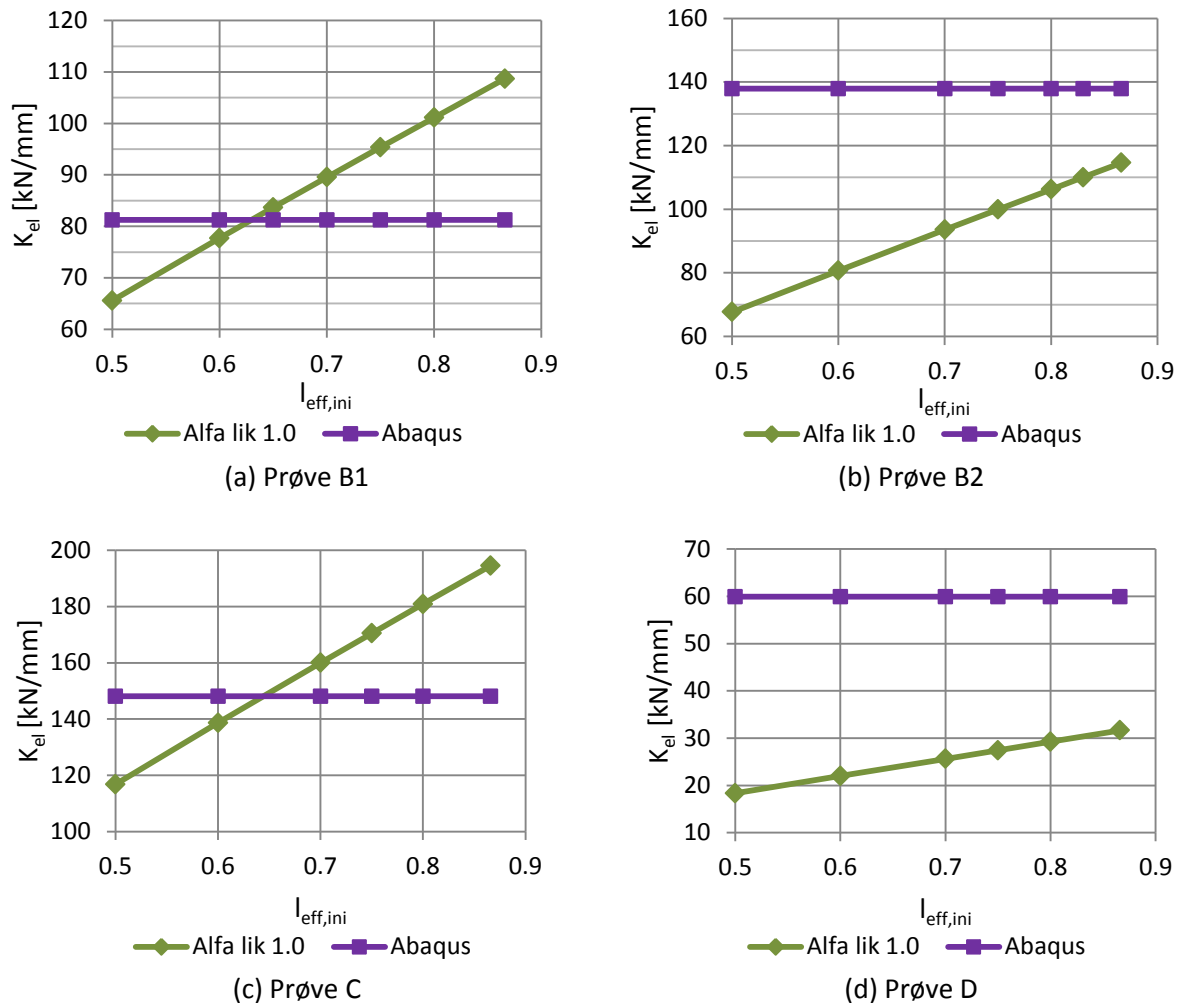 120
110
100
90
80
70
60
K_el [kN/mm]
0.5 0.6 0.7 0.8 0.9
l_eff,ini
Alfa lik 1.0 Abaqus
(a) Prøve B1
160
140
120
100
80
60
K_el [kN/mm]
0.5 0.6 0.7 0.8 0.9
l_eff,ini
Alfa lik 1.0 Abaqus
(b) Prøve B2
200
180
160
140
120
100
K_el [kN/mm]
0.5 0.6 0.7 0.8 0.9
l_eff,ini
Alfa lik 1.0 Abaqus
(c) Prøve C
70
60
50
40
30
20
10
K_el [kN/mm]
0.5 0.6 0.7 0.8 0.9
l_eff,ini
Alfa lik 1.0 Abaqus
(d) Prøve D